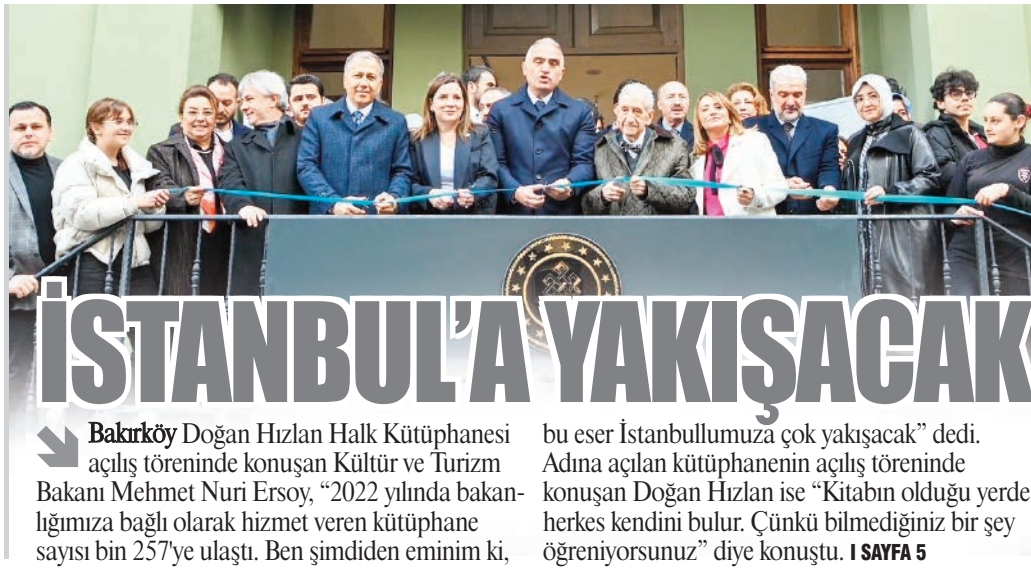 İSTANBUL'A YAKIŞACAK
Bakırköy Doğan Hızlan Halk Kütüphanesi
açılış töreninde konuşan Kültür ve Turizm
Bakanı Mehmet Nuri Ersoy, “2022 yılında bakan-
lığımıza bağlı olarak hizmet veren kütüphane
sayısı bin 257'ye ulaştı. Ben şimdiden eminim ki,
bu eser İstanbullumuza çok yakışacak” dedi.
Adına açılan kütüphanenin açılış töreninde
konuşan Doğan Hızlan ise “Kitabın olduğu yerde
herkes kendini bulur. Çünkü bilmediğiniz bir şey
öğreniyorsunuz” diye konuştu. I SAYFA 5